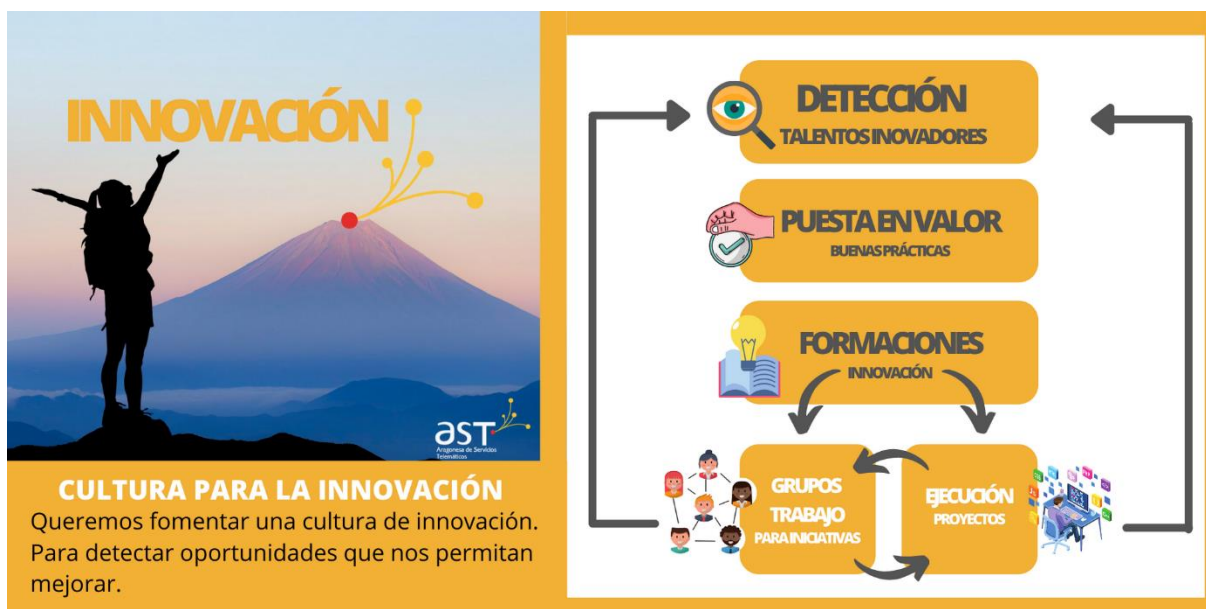 INNOVACIÓN
aST
Aragonesa de Servicios
Telemáticos
CULTURA PARA LA INNOVACIÓN
Queremos fomentar una cultura de innovación.
Para detectar oportunidades que nos permitan
mejorar.
DETECCIÓN
TALENTOS INOVADORES
PUESTA EN VALOR
BUENAS PRÁCTICAS
FORMACIONES
INNOVACIÓN
GRUPOS
TRABAJO
PARA INICIATIVAS
EJECUCIÓN
PROYECTOS